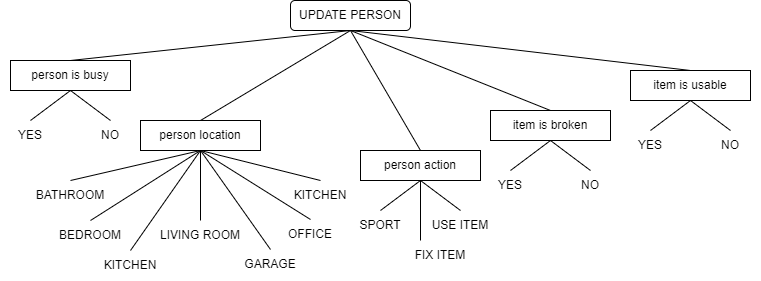 UPDATE PERSON
person is busy
YES
NO
person location
BATHROOM
BEDROOM
KITCHEN
LIVING ROOM
GARAGE
OFFICE
KITCHEN
person action
SPORT
FIX ITEM
USE ITEM
item is broken
YES
NO
item is usable
YES
NO